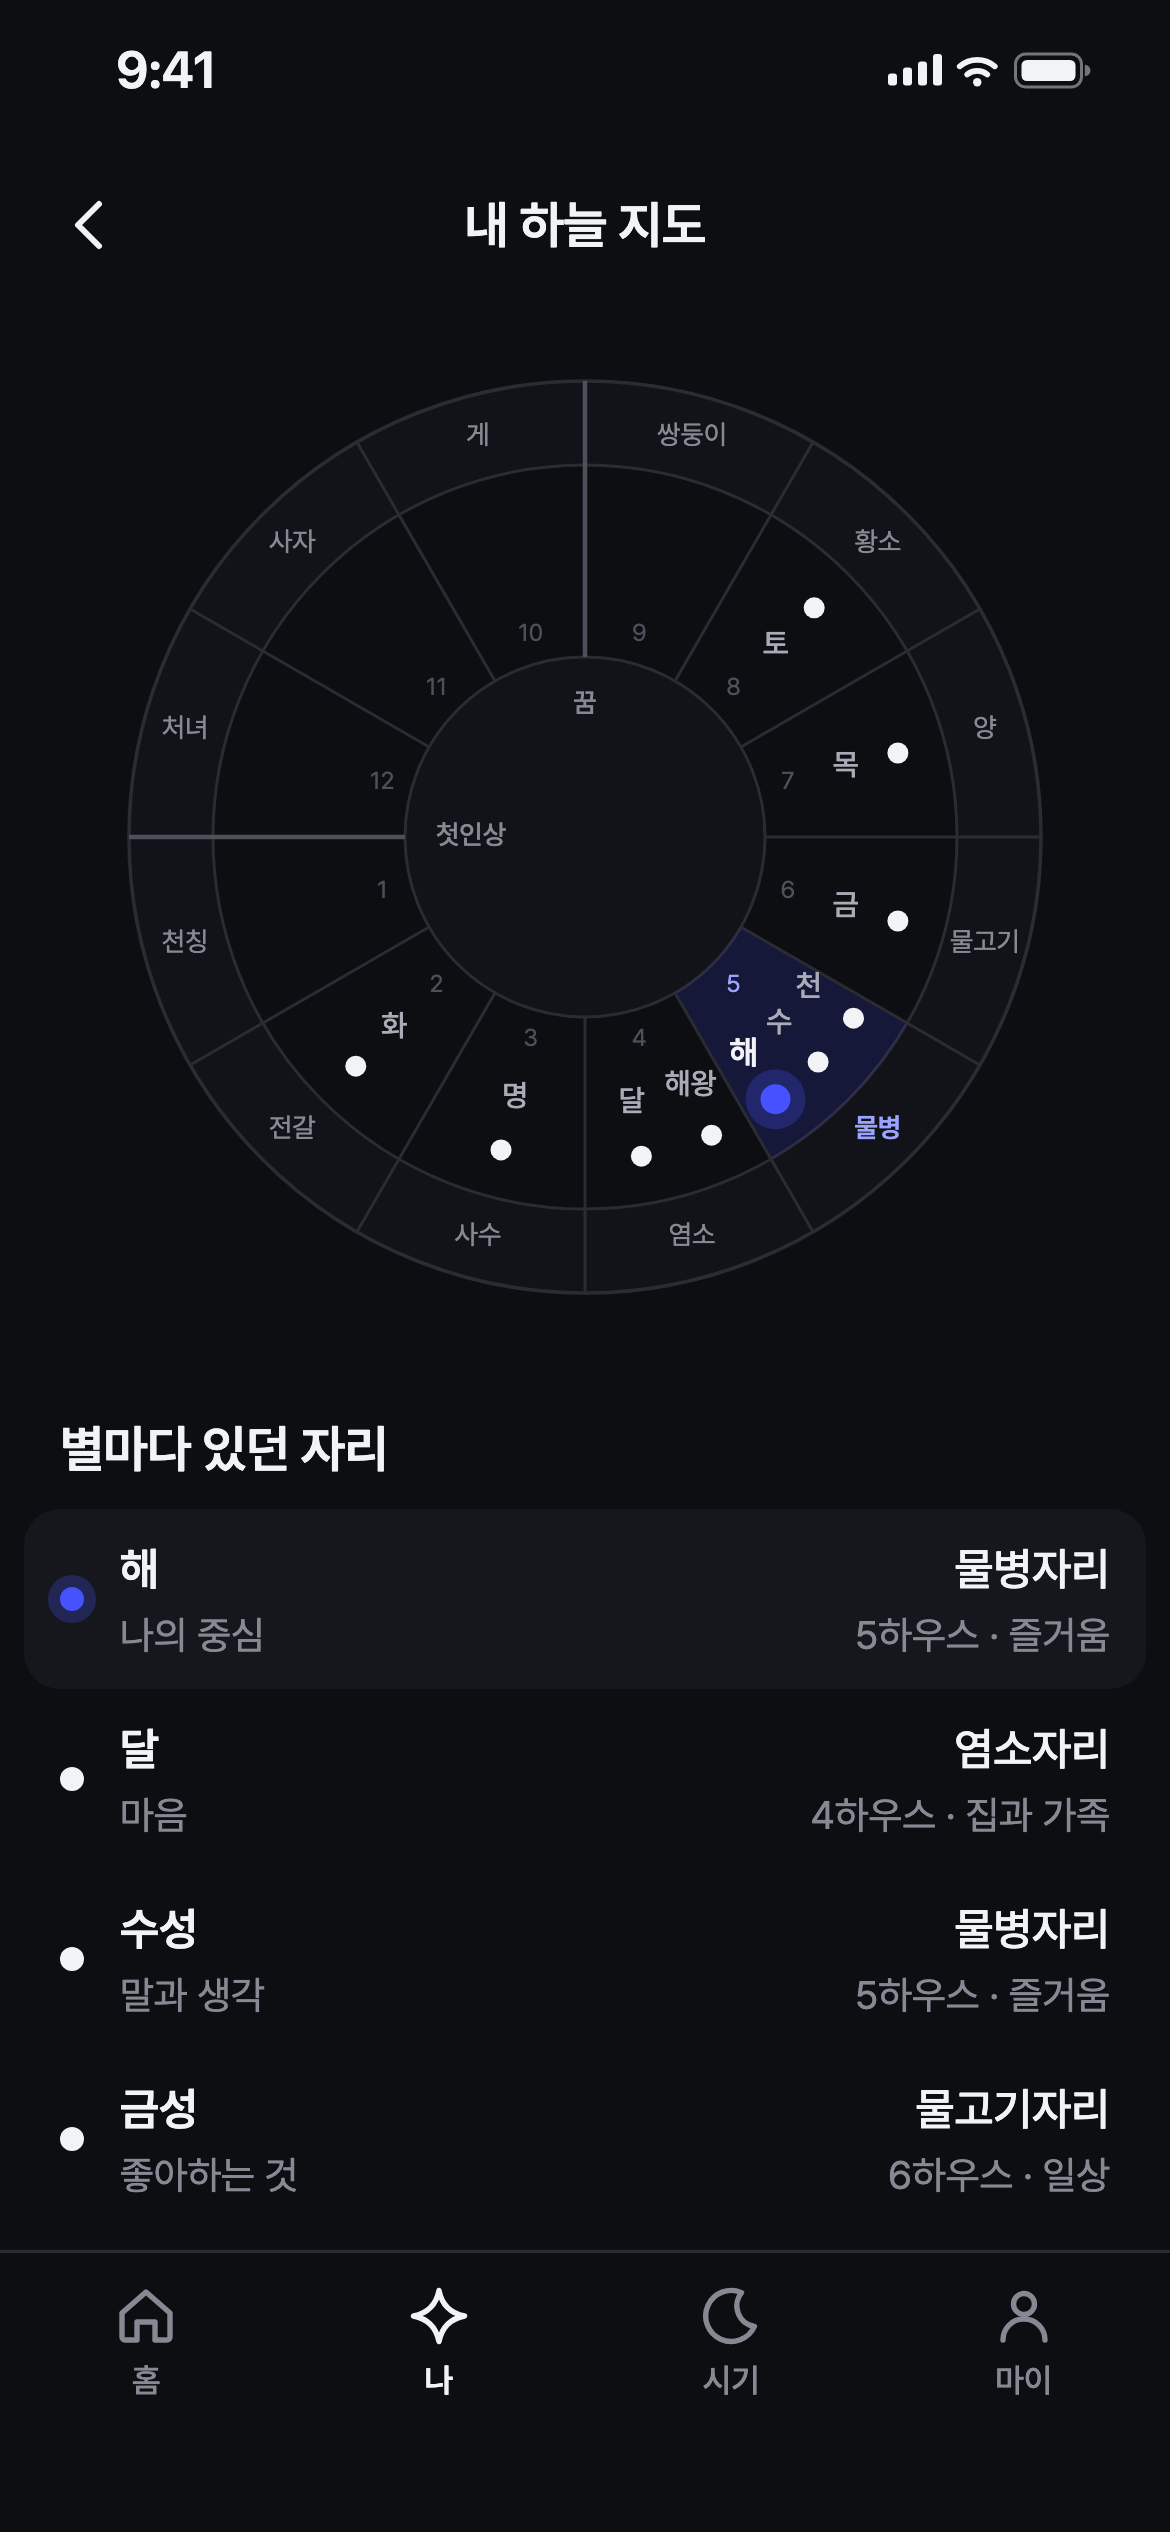 9:41
내 하늘 지도
게
쌍둥이
사자
황소
10
9
토
11
8
꿈
처녀
양
12
7
목
첫인상
1
6
금
천칭
물고기
2
5
천
화
수
3
4
해
명
달
해왕
전갈
물병
사수
염소
별마다 있던 자리
해
물병자리
나의 중심
5하우스 · 즐거움
달
염소자리
마음
4하우스 · 집과 가족
수성
물병자리
말과 생각
5하우스 · 즐거움
금성
물고기자리
좋아하는 것
6하우스 · 일상
홈
나
시기
마이